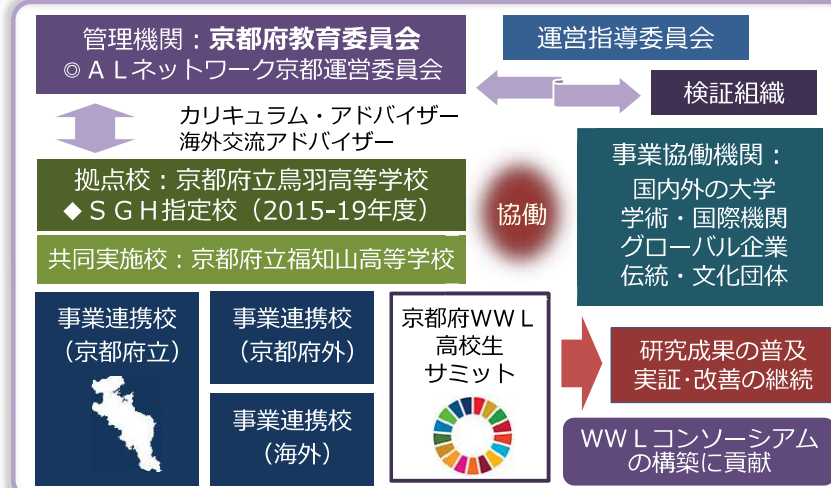 管理機関：京都府教育委員会
◎ＡＬネットワーク京都運営委員会
運営指導委員会
検証組織
カリキュラム・アドバイザー
海外交流アドバイザー
拠点校：京都府立鳥羽高等学校
◆ＳＧＨ指定校（2015-19年度）
共同実施校：京都府立福知山高等学校
協働
事業協働機関：
国内外の大学
学術・国際機関
グローバル企業
伝統・文化団体
事業連携校
（京都府立）
事業連携校
（京都府外）
事業連携校
（海外）
京都府ＷＷＬ
高校生
サミット
研究成果の普及
実証･改善の継続
ＷＷＬコンソーシアム
の構築に貢献